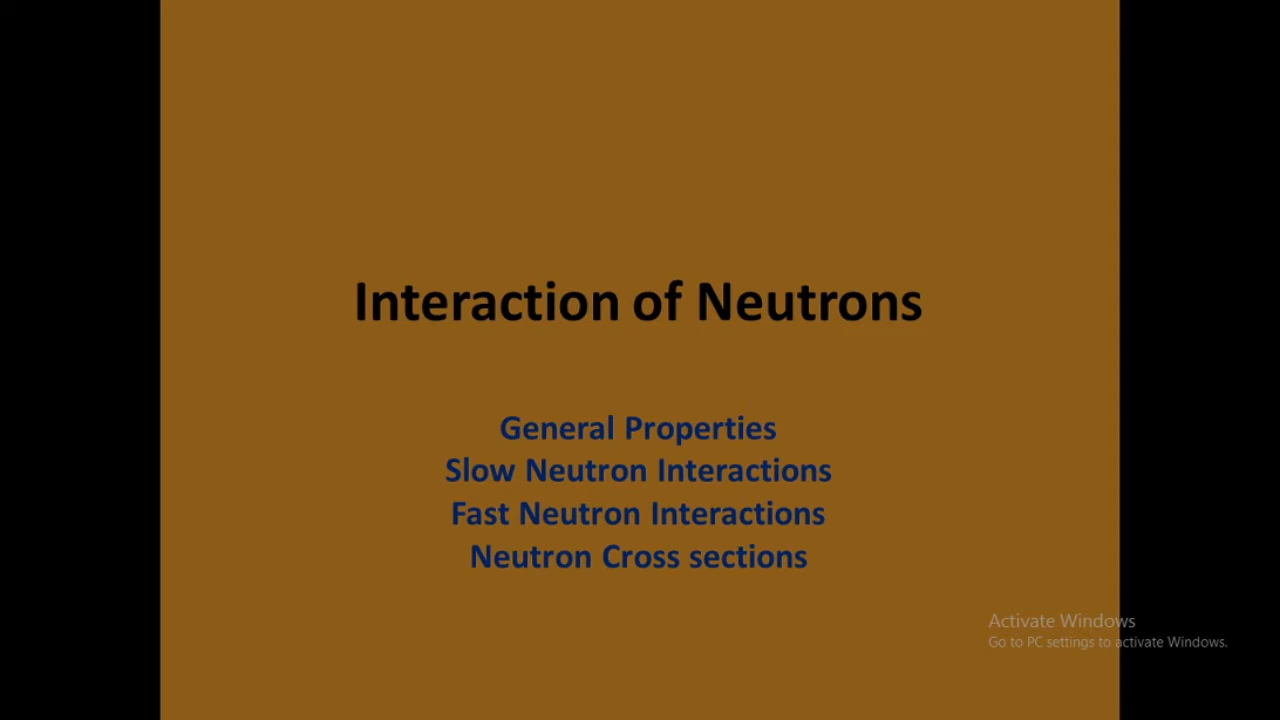 Interaction of Neutrons
General Properties
Slow Neutron Interactions
Fast Neutron Interactions
Neutron Cross sections
Activate Windows
Go to PC settings to activate Windows.